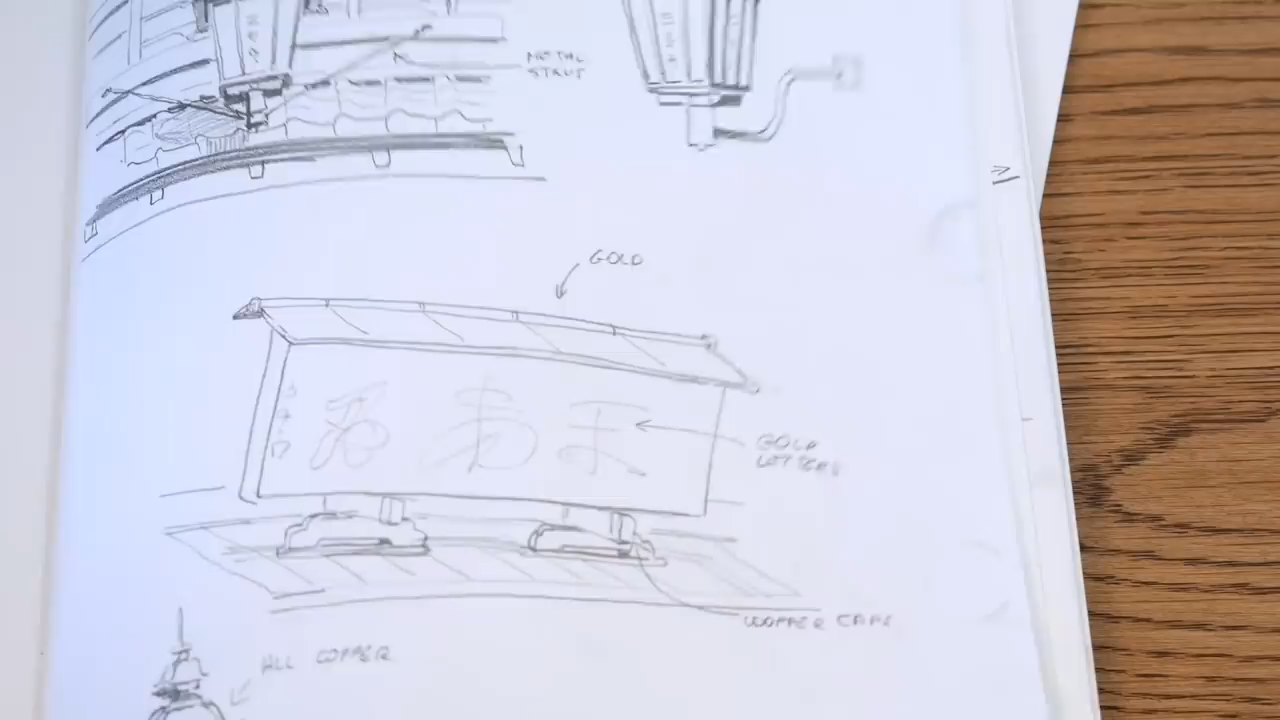 METAL
STRUT
GOLD
GOLD
LETTERS
COPPER CAPS
ALL COPPER